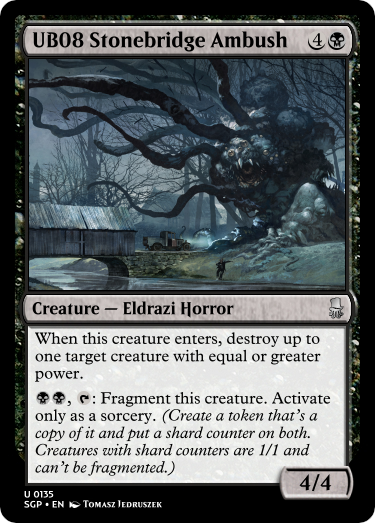 UB08 Stonebridge Ambush 4
Creature — Eldrazi Horror
When this creature enters, destroy up to
one target creature with equal or greater
power.
: Fragment this creature. Activate
only as a sorcery. (Create a token that's a
copy of it and put a shard counter on both.
Creatures with shard counters are 1/1 and
can't be fragmented.)
4/4
U 0135
SGP • EN Tomasz Jedruszek